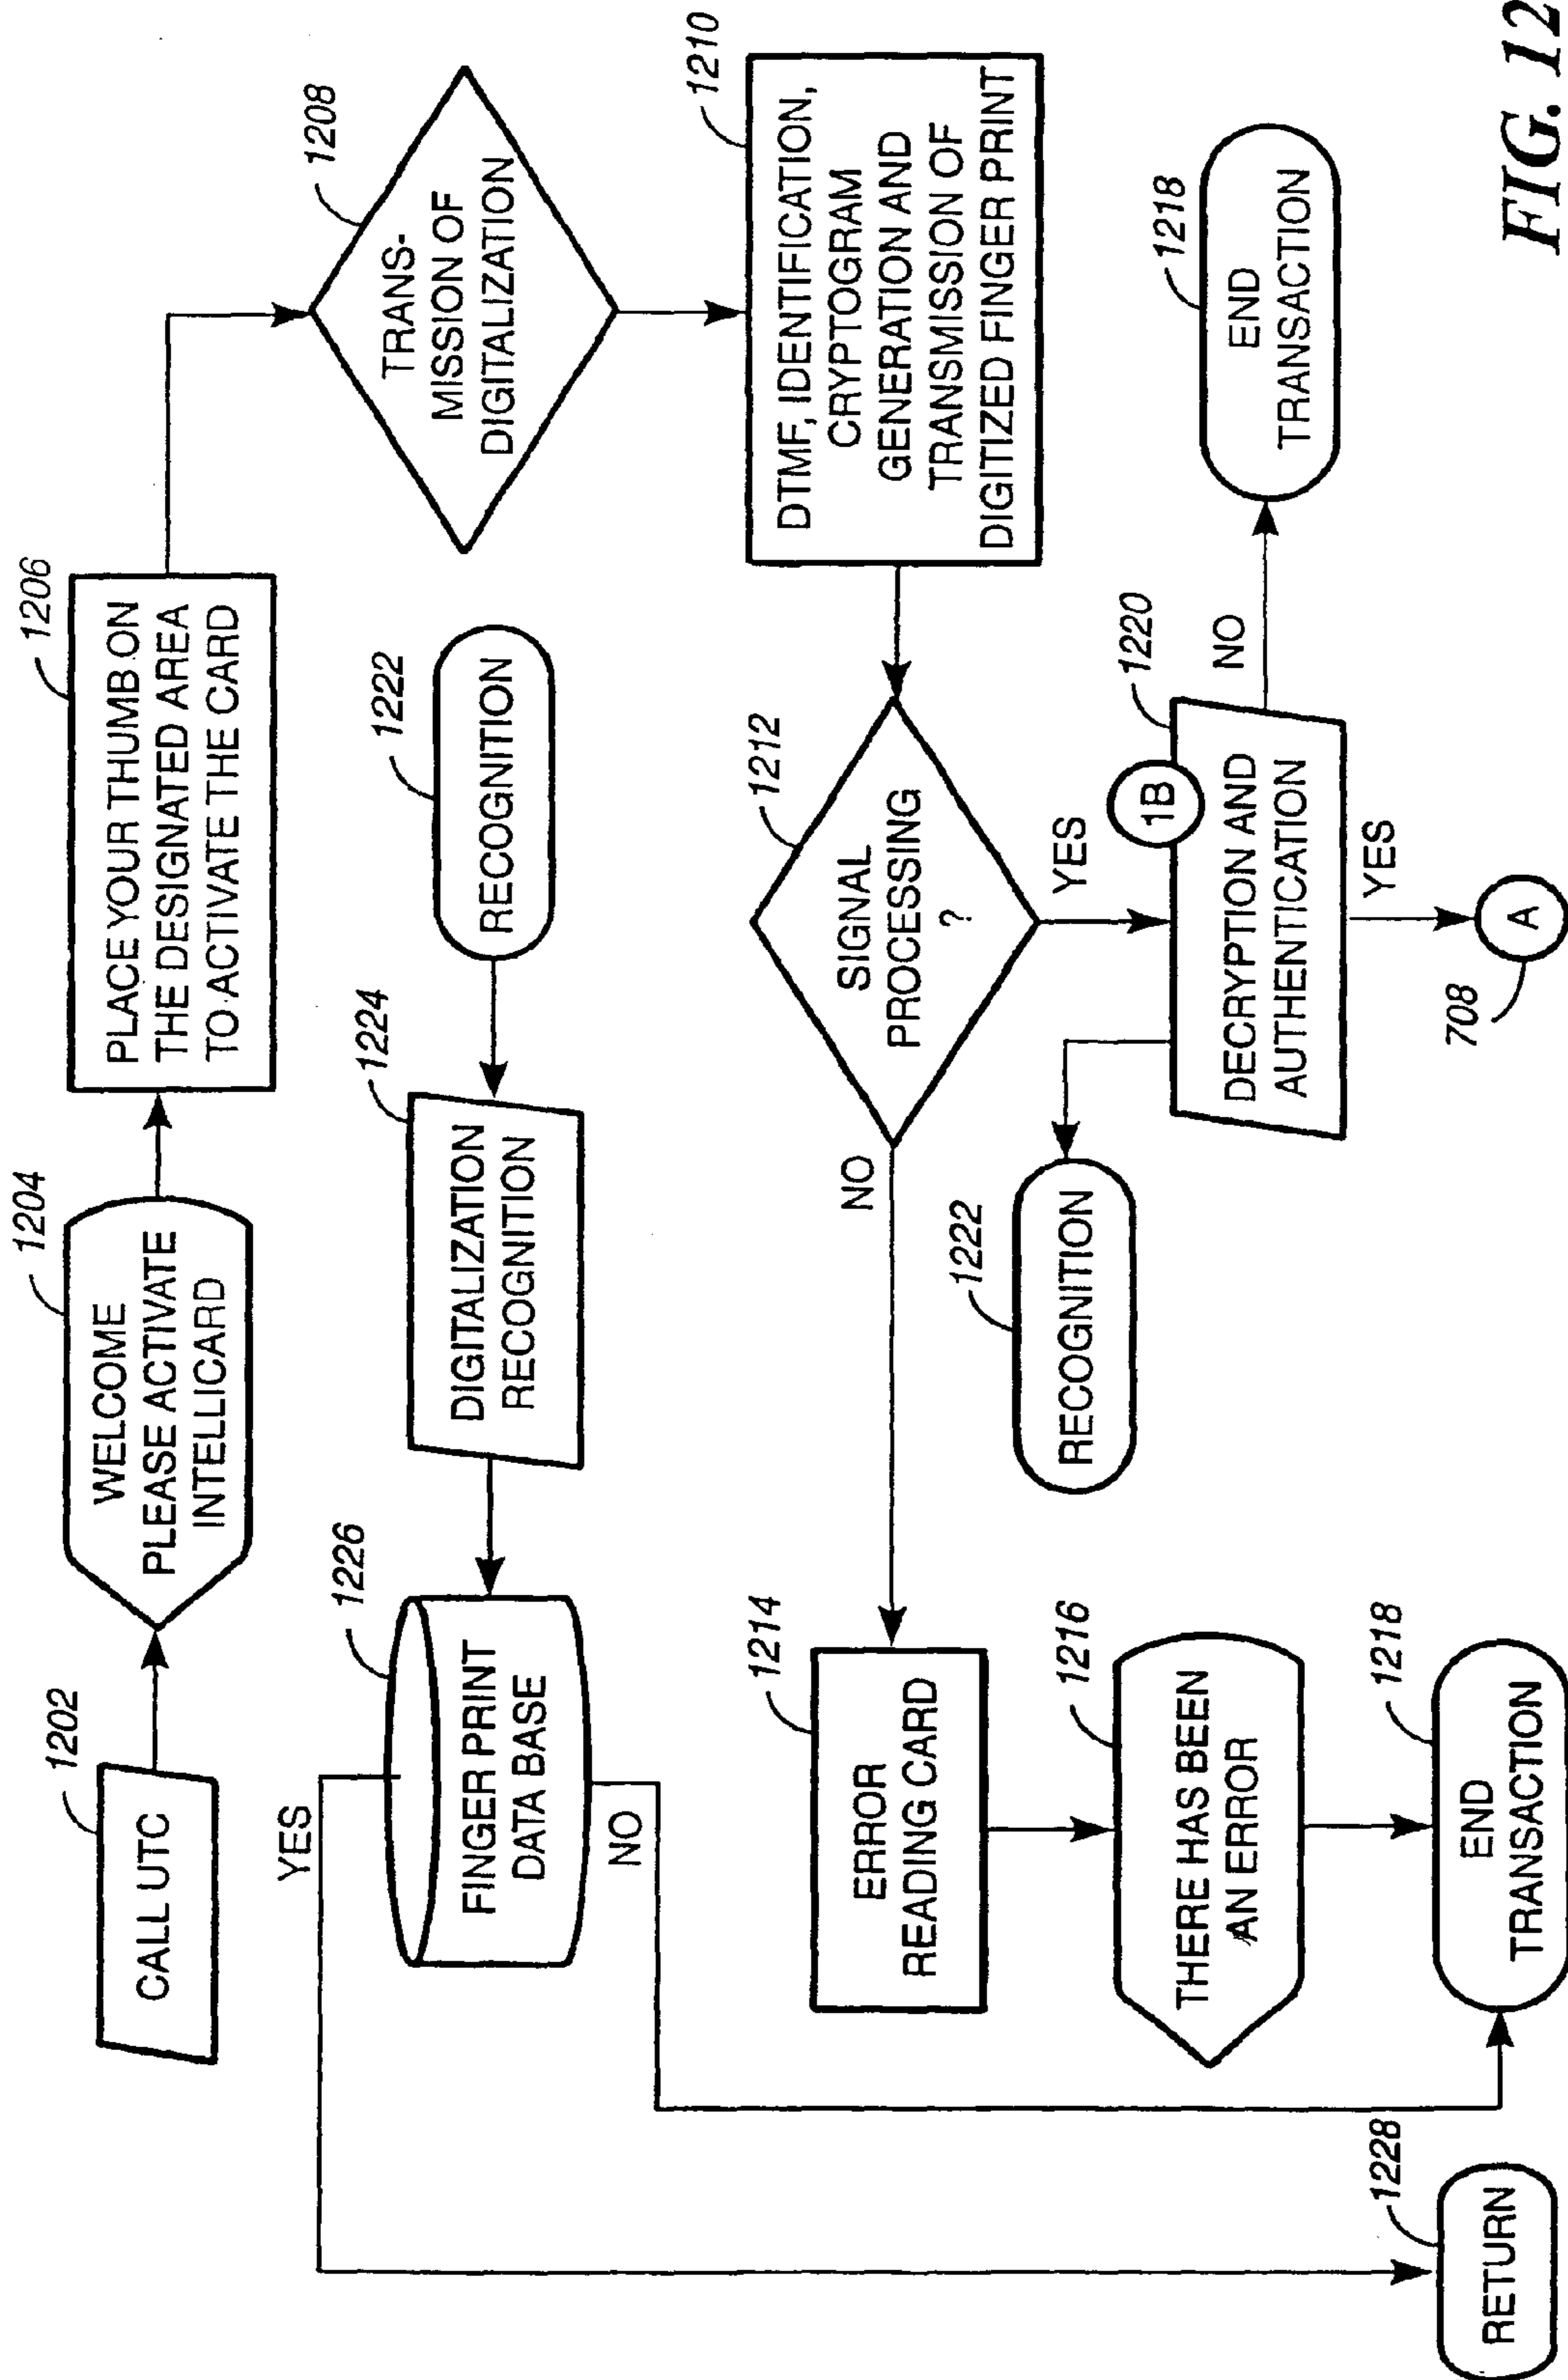 1202
CALL UTC
1204
WELCOME
PLEASE ACTIVATE
INTELLICARD
1206
PLACE YOUR THUMB ON
THE DESIGNATED AREA
TO ACTIVATE THE CARD
1208
TRANS-
MISSION OF
DIGITALIZATION
1210
DTMF, IDENTIFICATION,
CRYPTOGRAM
GENERATION AND
TRANSMISSION OF
DIGITIZED FINGER PRINT
1222
RECOGNITION
1224
DIGITALIZATION
RECOGNITION
1226
FINGER PRINT
DATA BASE
YES
NO
1212
SIGNAL
PROCESSING
?
NO
YES
1214
ERROR
READING CARD
1216
THERE HAS BEEN
AN ERROR
1218
END
TRANSACTION
1222
RECOGNITION
1220
1B
DECRYPTION AND
AUTHENTICATION
NO
YES
1218
END
TRANSACTION
708
A
1228
RETURN
FIG. 12